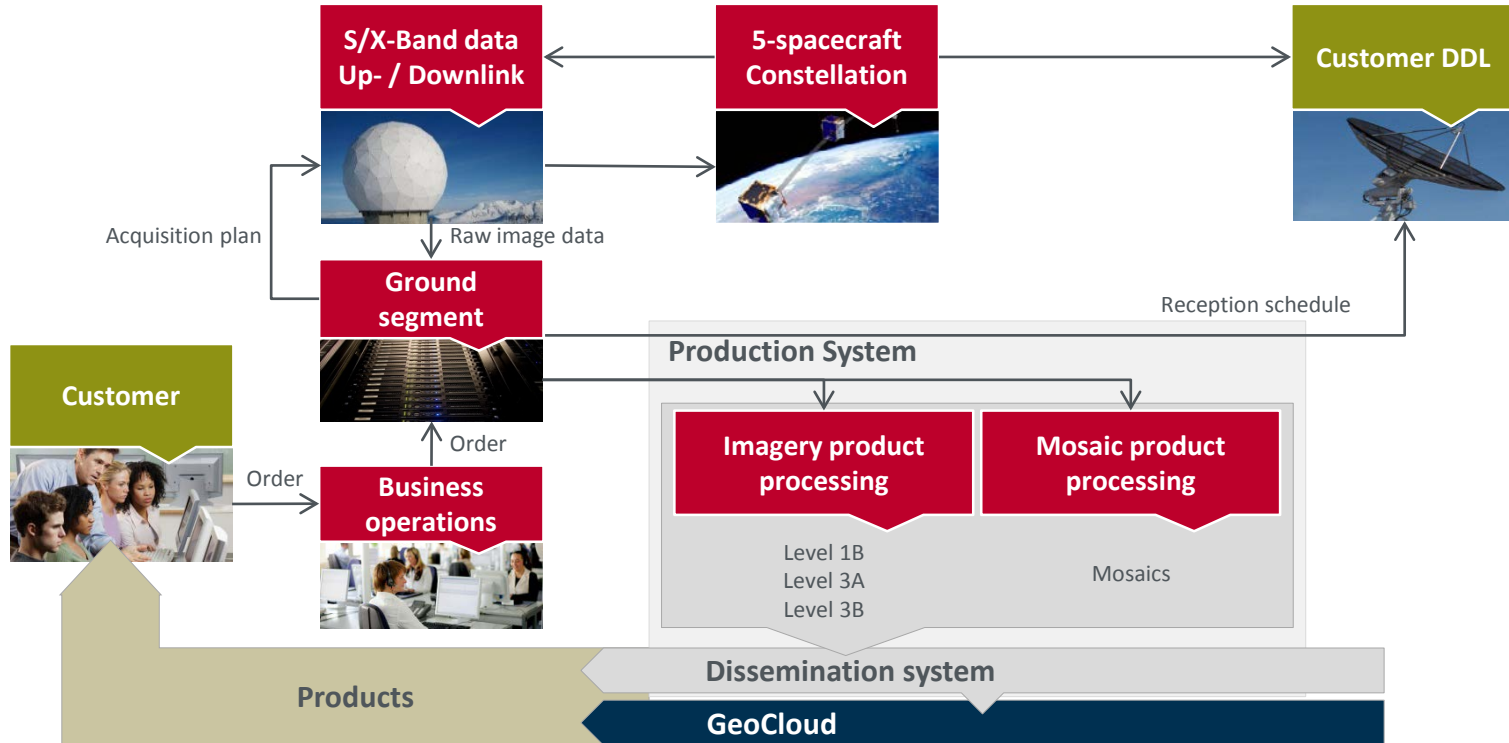 S/X-Band data
Up- / Downlink
5-spacecraft
Constellation
Customer DDL
Acquisition plan
Raw image data
Ground
segment
Reception schedule
Production System
Customer
Order
Imagery product
processing
Mosaic product
processing
Order
Business
operations
Level 1B
Level 3A
Level 3B
Mosaics
Dissemination system
Products
GeoCloud